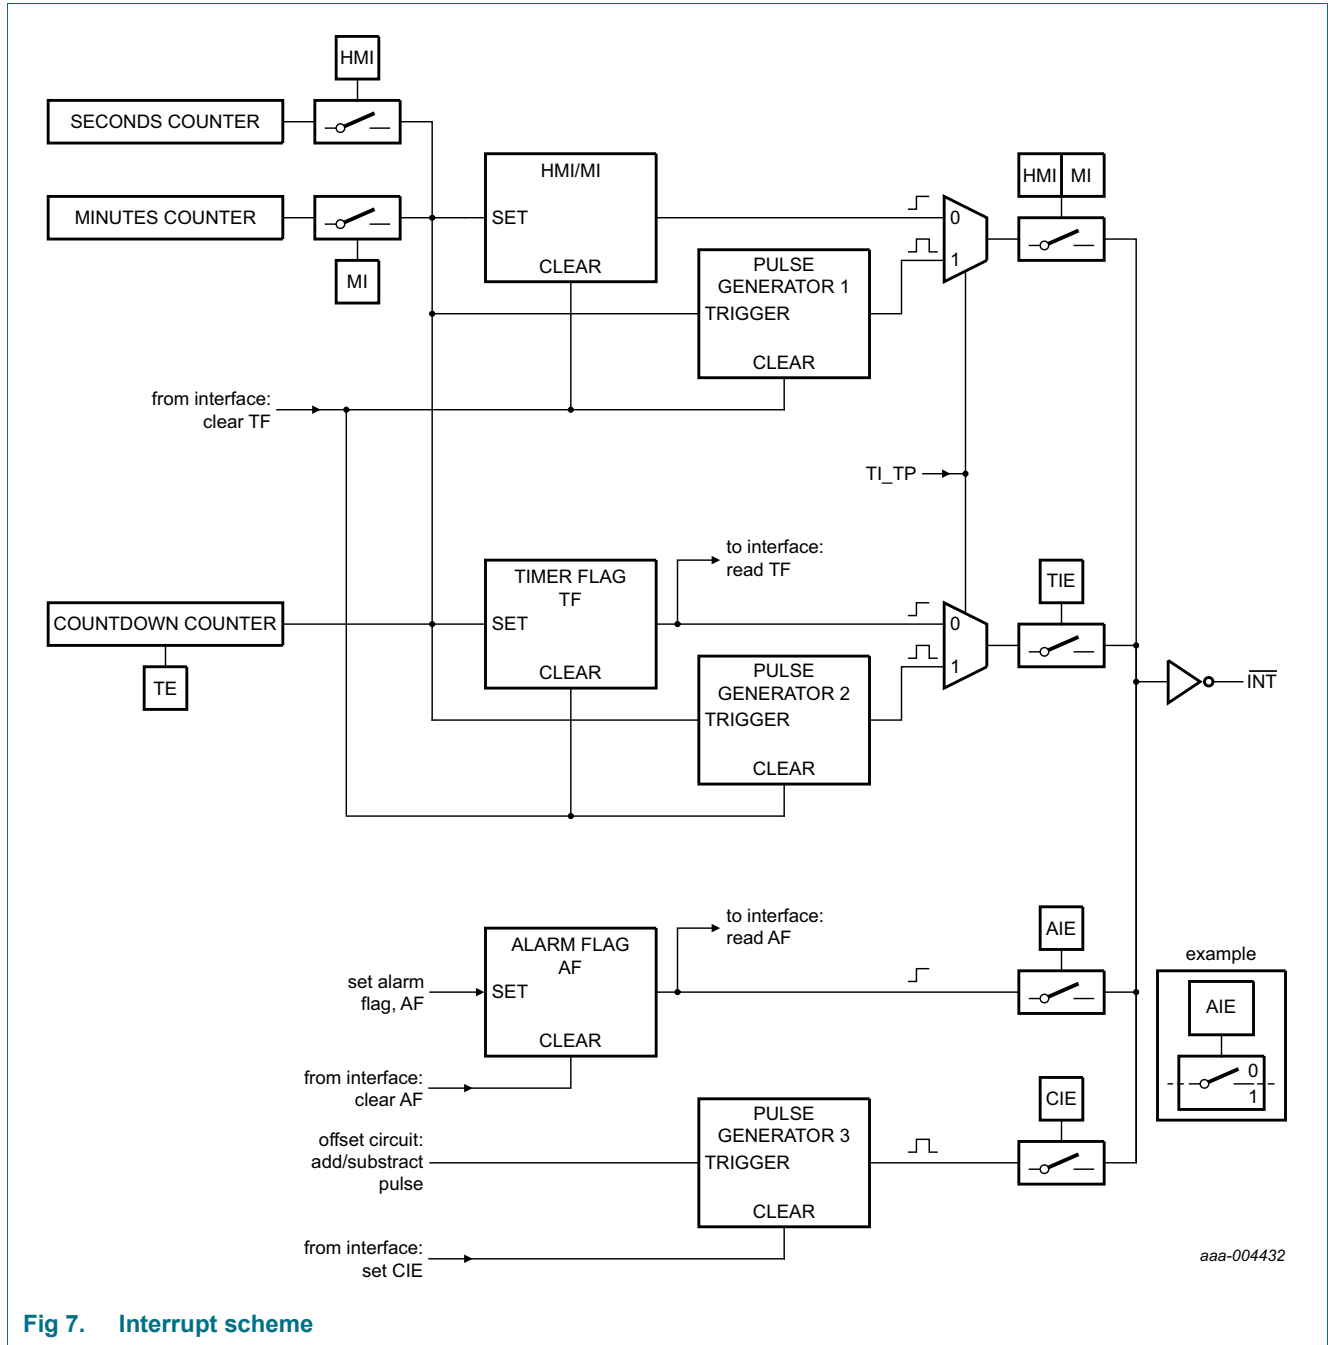 HMI
SECONDS COUNTER
HMI/MI
HMI MI
MINUTES COUNTER
SET
0
CLEAR
1
MI
PULSE
GENERATOR 1
TRIGGER
CLEAR
from interface:
clear TF
TI_TP
to interface:
read TF
TIMER FLAG
TF
TIE
COUNTDOWN COUNTER
SET
0
CLEAR
1
TE
PULSE
GENERATOR 2
TRIGGER
CLEAR
INT
to interface:
read AF
ALARM FLAG
AF
AIE
example
set alarm
flag, AF
SET
CLEAR
AIE
0
1
from interface:
clear AF
PULSE
GENERATOR 3
CIE
offset circuit:
add/substract
pulse
TRIGGER
CLEAR
from interface:
set CIE
aaa-004432
Fig 7. Interrupt scheme